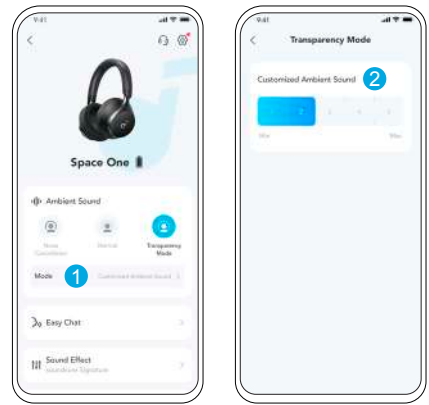 9:41
Space One
Ambient Sound
Noise Cancellation
Normal
Transparency Mode
Mode
1
Customized Ambient Sound
Easy Chat
Sound Effect
soundcore Signature
9:41
Transparency Mode
Customized Ambient Sound
2
1 2 3 4 5
Min
Max